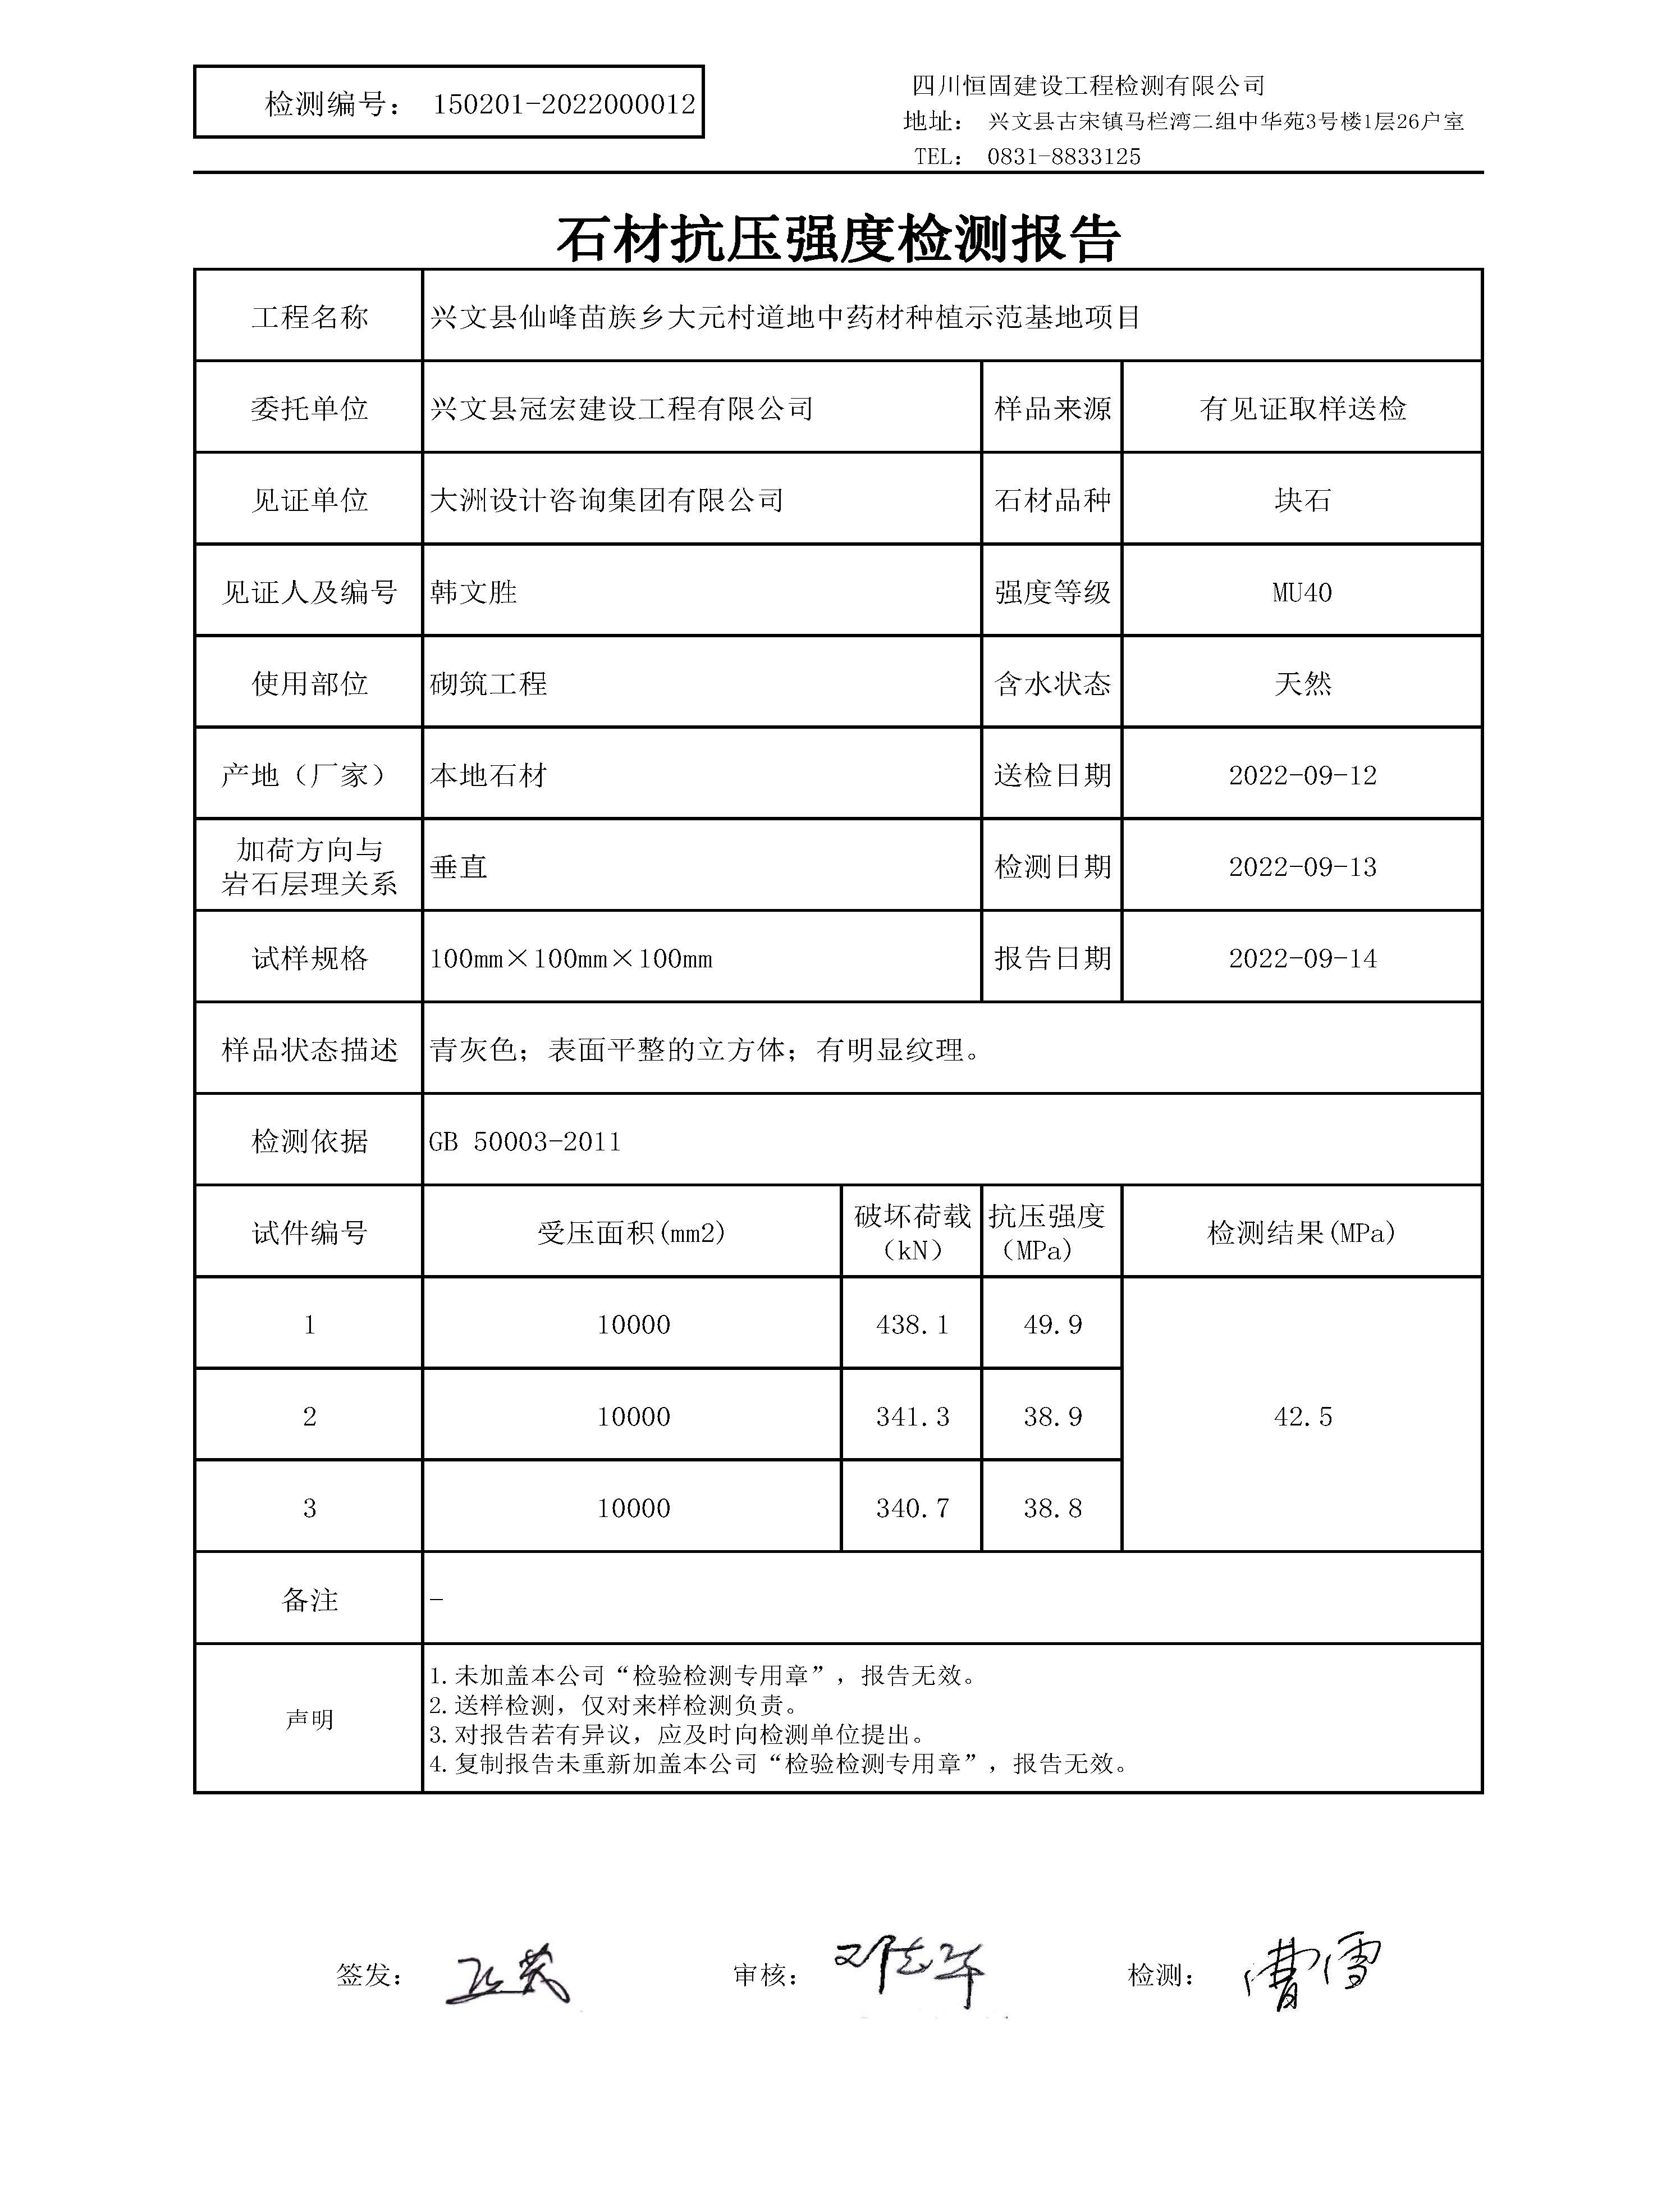 检测编号： 150201-2022000012
四川恒固建设工程检测有限公司
地址： 兴文县古宋镇马栏湾二组中华苑3号楼1层26户室
TEL： 0831-8833125
石材抗压强度检测报告
工程名称 兴文县仙峰苗族乡大元村道地中药材种植示范基地项目
委托单位 兴文县冠宏建设工程有限公司 样品来源 有见证取样送检
见证单位 大洲设计咨询集团有限公司 石材品种 块石
见证人及编号 韩文胜 强度等级 MU40
使用部位 砌筑工程 含水状态 天然
产地（厂家） 本地石材 送检日期 2022-09-12
加荷方向与
岩石层理关系 垂直 检测日期 2022-09-13
试样规格 100mm×100mm×100mm 报告日期 2022-09-14
样品状态描述 青灰色；表面平整的立方体；有明显纹理。
检测依据 GB 50003-2011
试件编号 受压面积(mm2) 破坏荷载（kN） 抗压强度（MPa） 检测结果(MPa)
1 10000 438.1 49.9
2 10000 341.3 38.9 42.5
3 10000 340.7 38.8
备注 -
声明
1.未加盖本公司“检验检测专用章”，报告无效。
2.送样检测，仅对来样检测负责。
3.对报告若有异议，应及时向检测单位提出。
4.复制报告未重新加盖本公司“检验检测专用章”，报告无效。
签发： 审核： 检测： 曹雪